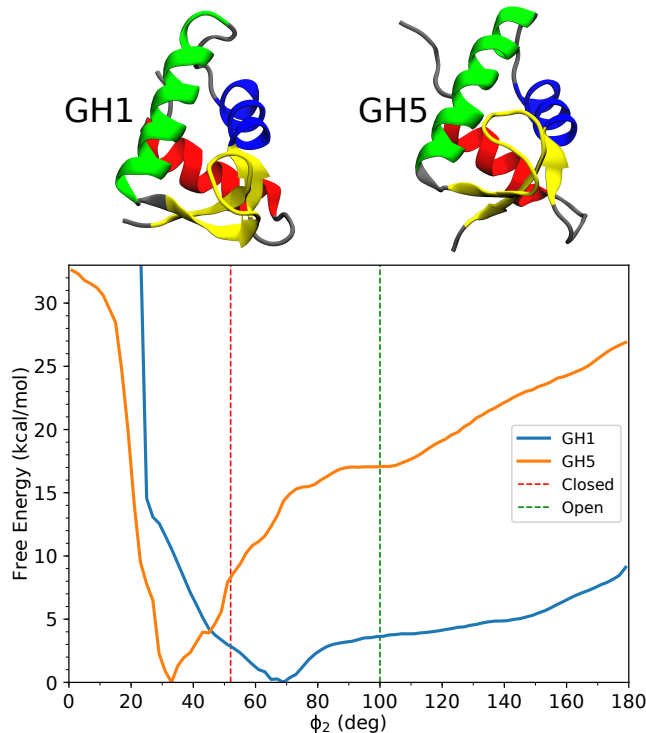 GH1
GH5
Free Energy (kcal/mol)
30
25
20
15
10
5
0
GH1
GH5
Closed
Open
0 20 40 60 80 100 120 140 160 180
ϕ₂ (deg)